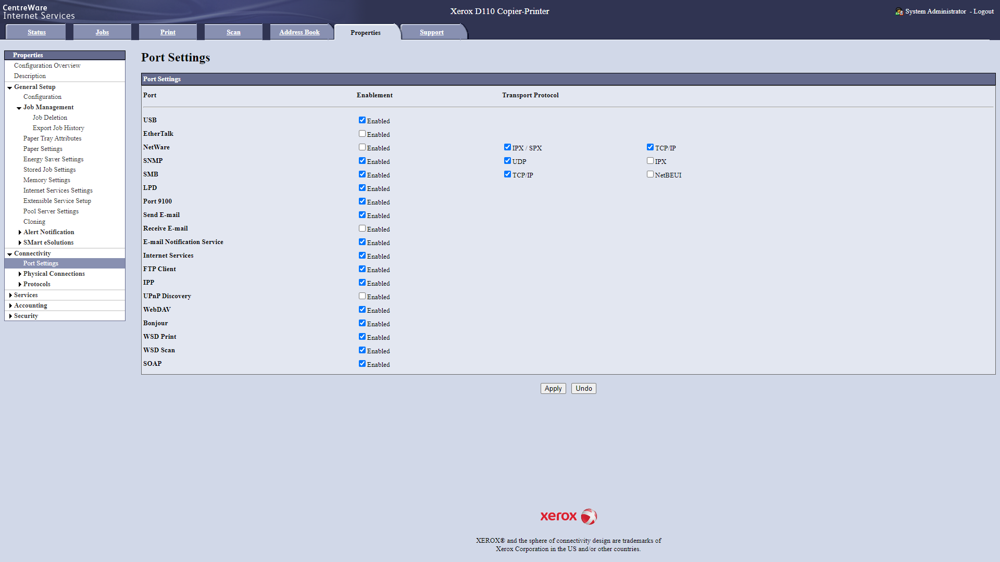 CentreWare
Internet Services
Xerox D110 Copier-Printer
System Administrator - Logout
Status Jobs Print Scan Address Book Properties Support
Properties
Configuration Overview
Description
General Setup
Configuration
Job Management
Job Deletion
Export Job History
Paper Tray Attributes
Paper Settings
Energy Saver Settings
Stored Job Settings
Memory Settings
Internet Services Settings
Extensible Service Setup
Pool Server Settings
Cloning
Alert Notification
SMart eSolutions
Connectivity
Port Settings
Physical Connections
Protocols
Services
Accounting
Security
Port Settings
Port Settings
Port Enablement Transport Protocol
USB Enabled
EtherTalk Enabled
NetWare Enabled IPX / SPX TCP/IP
SNMP Enabled UDP IPX
SMB Enabled TCP/IP NetBEUI
LPD Enabled
Port 9100 Enabled
Send E-mail Enabled
Receive E-mail Enabled
E-mail Notification Service Enabled
Internet Services Enabled
FTP Client Enabled
IPP Enabled
UPnP Discovery Enabled
WebDAV Enabled
Bonjour Enabled
WSD Print Enabled
WSD Scan Enabled
SOAP Enabled
Apply Undo
xerox
XEROX® and the sphere of connectivity design are trademarks of
Xerox Corporation in the US and/or other countries.